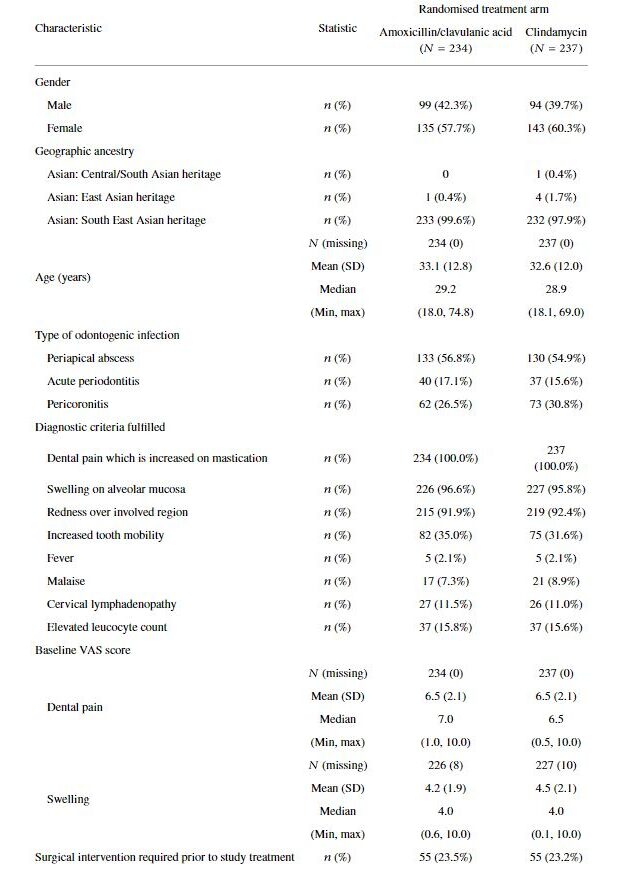 Randomised treatment arm
Characteristic Statistic Amoxicillin/clavulanic acid Clindamycin
(N = 234) (N = 237)
Gender
Male n (%) 99 (42.3%) 94 (39.7%)
Female n (%) 135 (57.7%) 143 (60.3%)
Geographic ancestry
Asian: Central/South Asian heritage n (%) 0 1 (0.4%)
Asian: East Asian heritage n (%) 1 (0.4%) 4 (1.7%)
Asian: South East Asian heritage n (%) 233 (99.6%) 232 (97.9%)
N (missing) 234 (0) 237 (0)
Mean (SD) 33.1 (12.8) 32.6 (12.0)
Age (years)
Median 29.2 28.9
(Min, max) (18.0, 74.8) (18.1, 69.0)
Type of odontogenic infection
Periapical abscess n (%) 133 (56.8%) 130 (54.9%)
Acute periodontitis n (%) 40 (17.1%) 37 (15.6%)
Pericoronitis n (%) 62 (26.5%) 73 (30.8%)
Diagnostic criteria fulfilled
Dental pain which is increased on mastication n (%) 234 (100.0%) 237
(100.0%)
Swelling on alveolar mucosa n (%) 226 (96.6%) 227 (95.8%)
Redness over involved region n (%) 215 (91.9%) 219 (92.4%)
Increased tooth mobility n (%) 82 (35.0%) 75 (31.6%)
Fever n (%) 5 (2.1%) 5 (2.1%)
Malaise n (%) 17 (7.3%) 21 (8.9%)
Cervical lymphadenopathy n (%) 27 (11.5%) 26 (11.0%)
Elevated leucocyte count n (%) 37 (15.8%) 37 (15.6%)
Baseline VAS score
N (missing) 234 (0) 237 (0)
Mean (SD) 6.5 (2.1) 6.5 (2.1)
Dental pain
Median 7.0 6.5
(Min, max) (1.0, 10.0) (0.5, 10.0)
N (missing) 226 (8) 227 (10)
Mean (SD) 4.2 (1.9) 4.5 (2.1)
Swelling
Median 4.0 4.0
(Min, max) (0.6, 10.0) (0.1, 10.0)
Surgical intervention required prior to study treatment n (%) 55 (23.5%) 55 (23.2%)